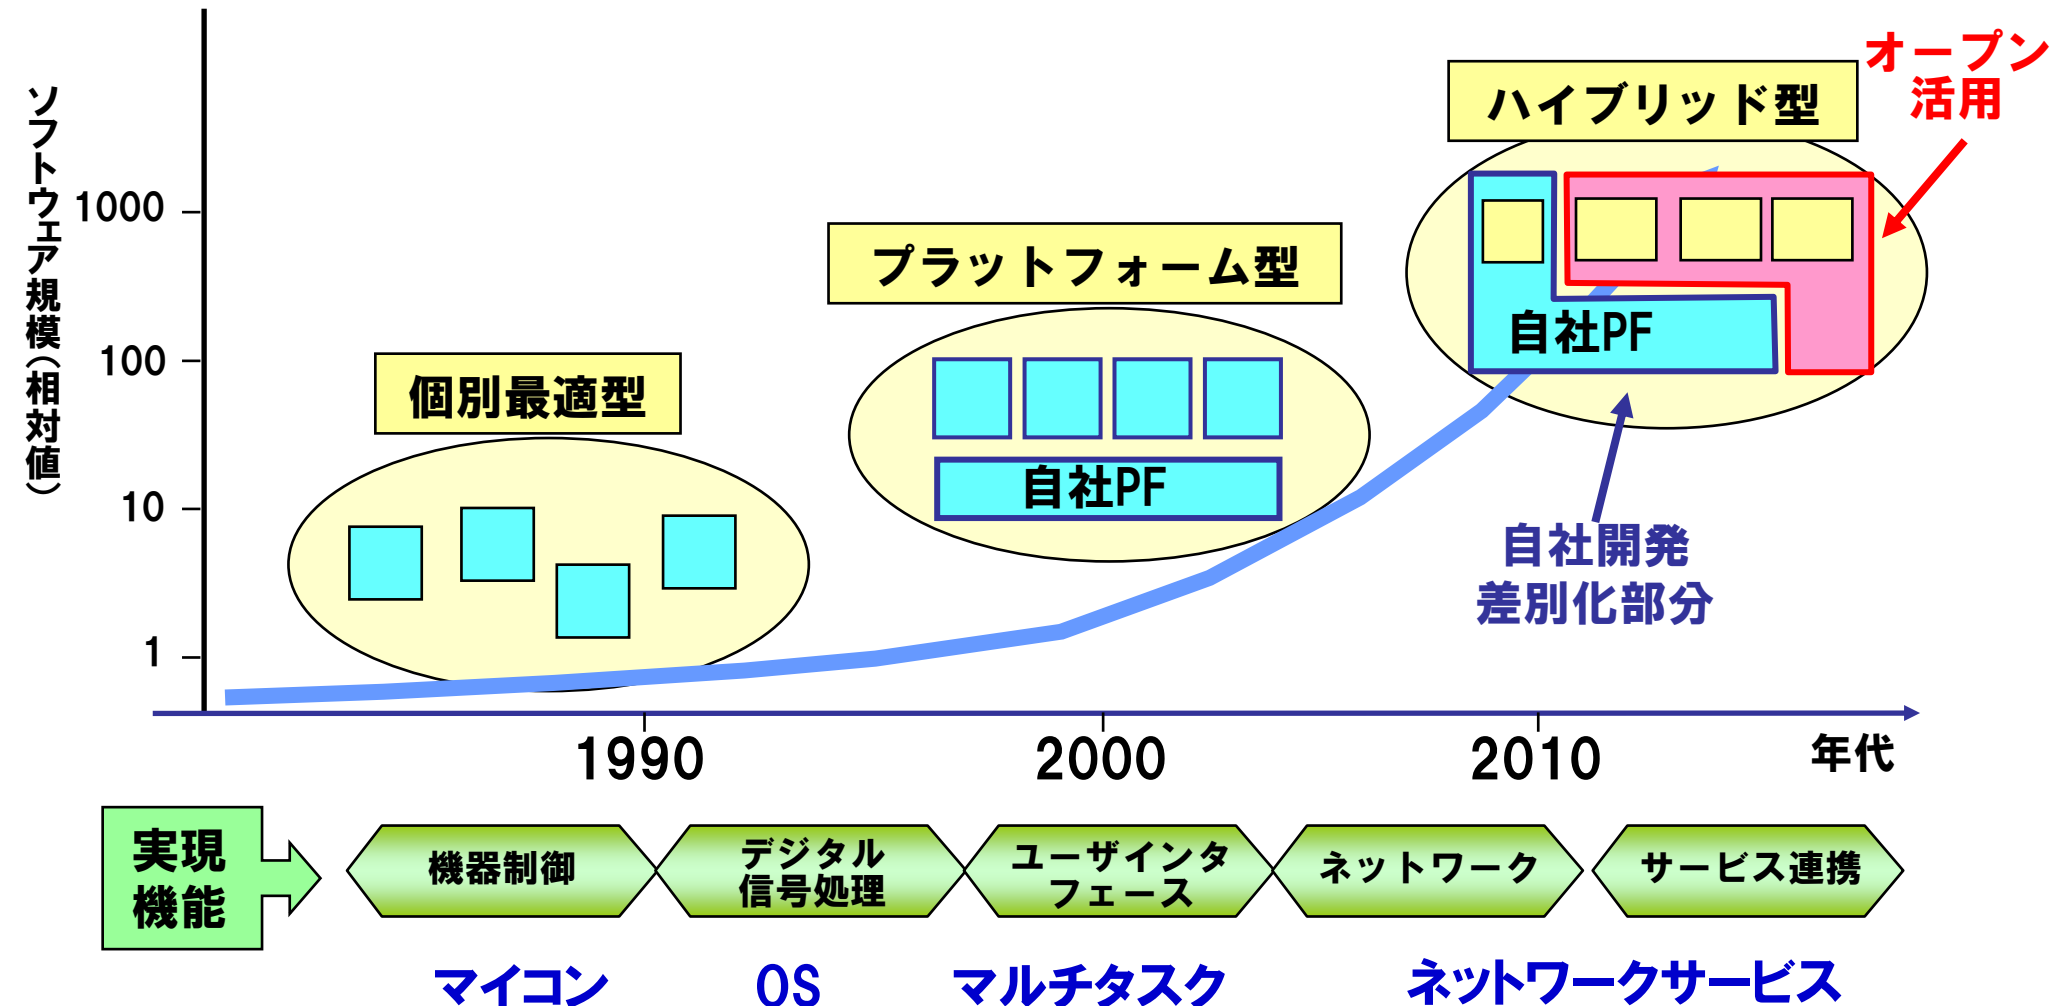 オープン
活用
ハイブリッド型
ソフトウェア規模（相対値）
1000
プラットフォーム型
自社PF
100
個別最適型
自社PF
10
自社開発
差別化部分
1
1990
2000
2010
年代
実現
機能
機器制御
デジタル
信号処理
ユーザインタ
フェース
ネットワーク
サービス連携
マイコン
OS
マルチタスク
ネットワークサービス